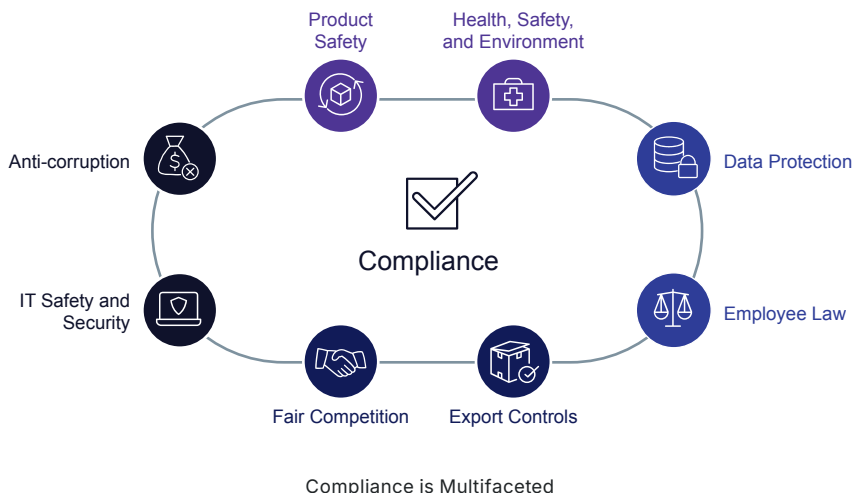 Product
Safety
Health, Safety,
and Environment
Anti-corruption
$
Data Protection
Compliance
IT Safety and
Security
Employee Law
Fair Competition
Export Controls
Compliance is Multifaceted